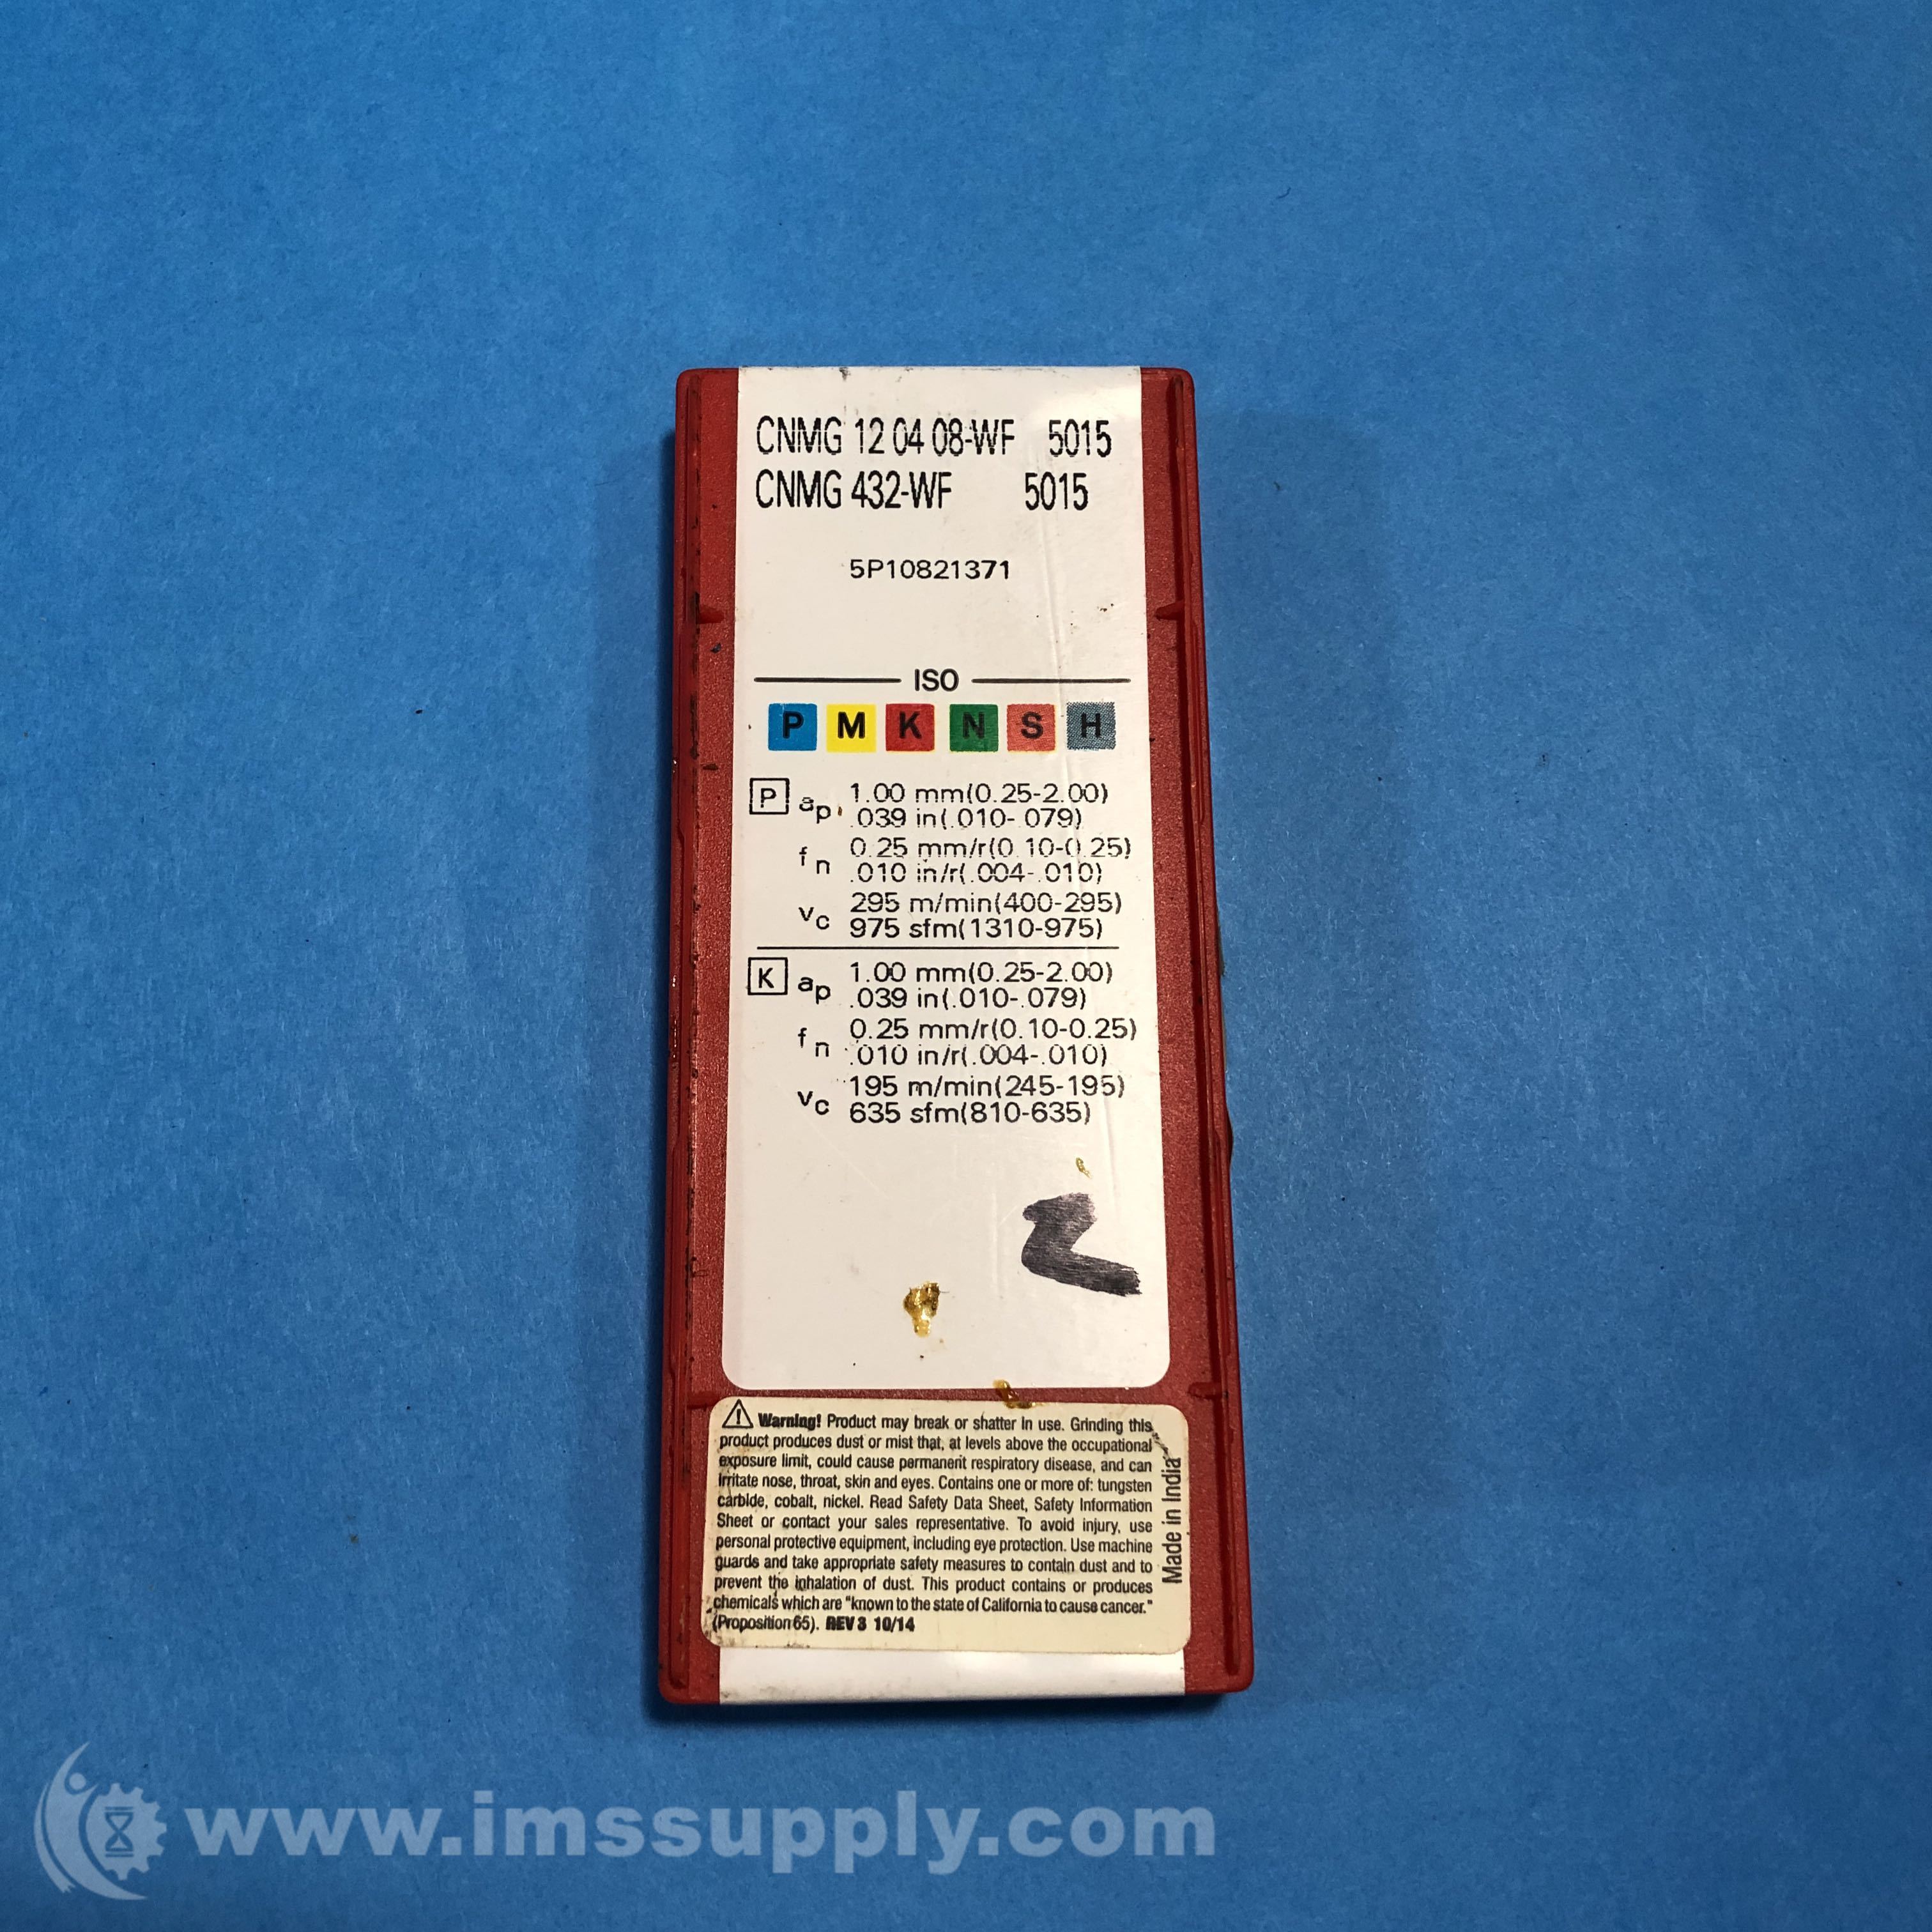 CNMG 12 04 08-WF 5015
CNMG 432-WF 5015
5P10821371
ISO
P M K N S H
P ap 1.00 mm(0.25-2.00)
.039 in(.010-.079)
fn 0.25 mm/r(0.10-0.25)
.010 in/r(.004-.010)
vc 295 m/min(400-295)
975 sfm(1310-975)
K ap 1.00 mm(0.25-2.00)
.039 in(.010-.079)
fn 0.25 mm/r(0.10-0.25)
.010 in/r(.004-.010)
vc 195 m/min(245-195)
635 sfm(810-635)
2
Warning! Product may break or shatter in use. Grinding this
product produces dust or mist that, at levels above the occupational
exposure limit, could cause permanent respiratory disease, and can
irritate nose, throat, skin and eyes. Contains one or more of: tungsten
carbide, cobalt, nickel. Read Safety Data Sheet, Safety Information
Sheet or contact your sales representative. To avoid injury, use
personal protective equipment, including eye protection. Use machine
guards and take appropriate safety measures to contain dust and to
prevent the inhalation of dust. This product contains or produces
chemicals which are "known to the state of California to cause cancer."
(Proposition 65). REV 3 10/14
Made in India
www.imssupply.com